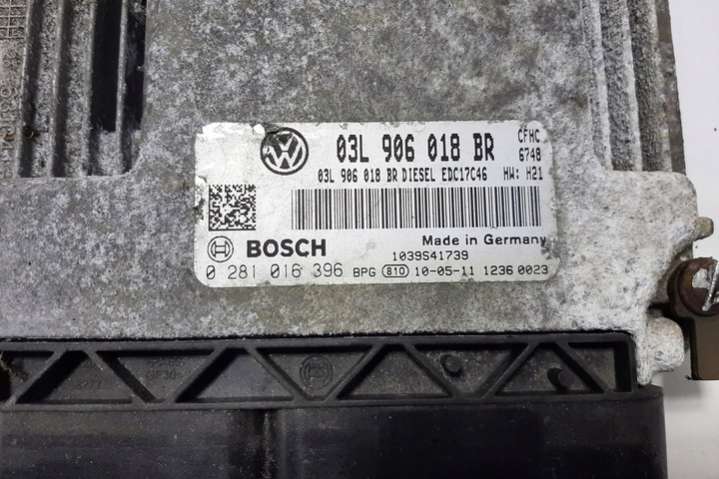 03L 906 018 BR
CFHC
6748
03L 906 018 BR DIESEL EDC17C46 HW: H21
BOSCH
Made in Germany
1039S41739
0 281 016 396 BPG 810 10-05-11 1236 0023